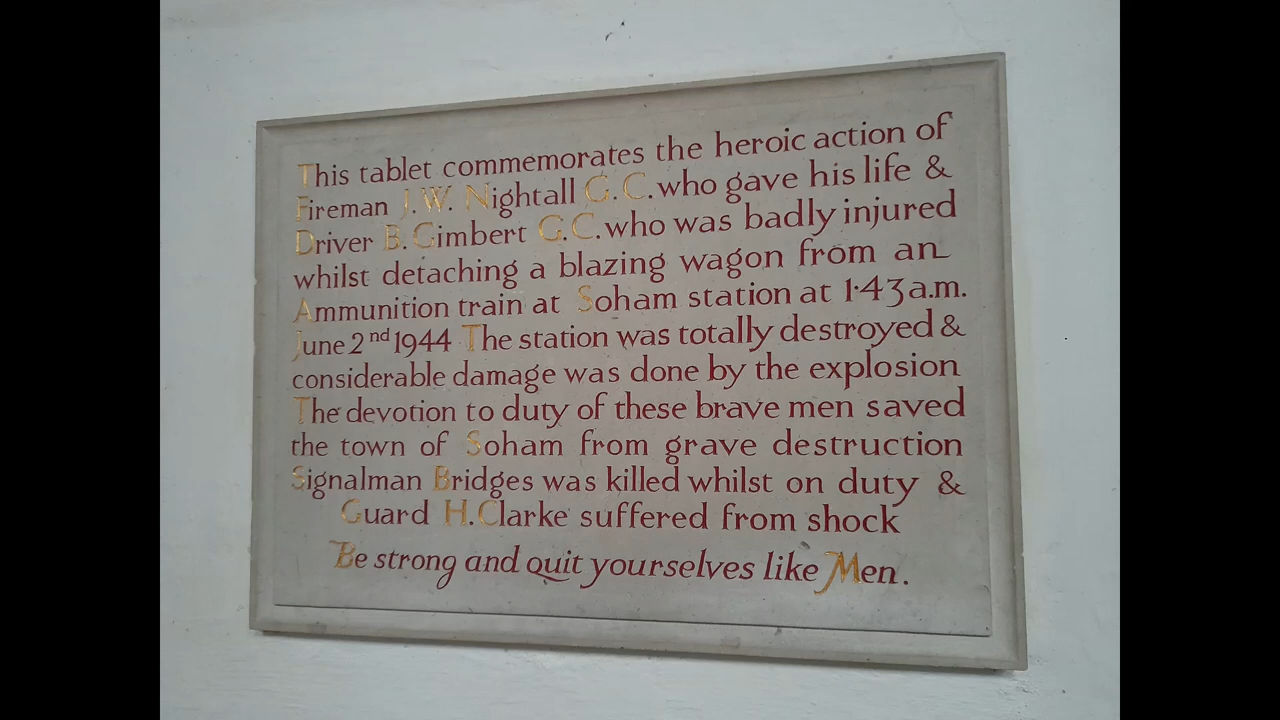 This tablet commemorates the heroic action of
Fireman J.W. Nightall G.C. who gave his life &
Driver B. Gimbert G.C. who was badly injured
whilst detaching a blazing wagon from an
Ammunition train at Soham station at 1·43 a.m.
June 2nd 1944 The station was totally destroyed &
considerable damage was done by the explosion
The devotion to duty of these brave men saved
the town of Soham from grave destruction
Signalman Bridges was killed whilst on duty &
Guard H. Clarke suffered from shock
Be strong and quit yourselves like Men.